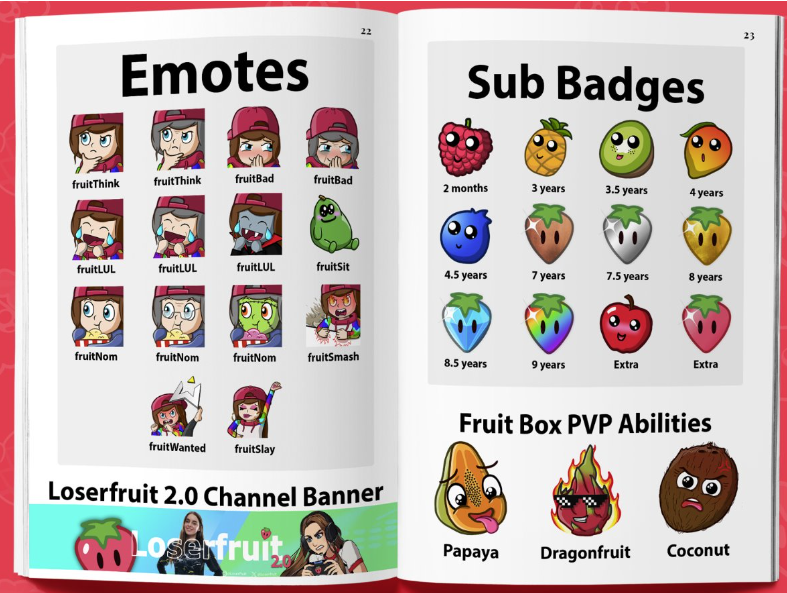 22
Emotes
fruitThink fruitThink fruitBad fruitBad
fruitLUL fruitLUL fruitLUL fruitSit
fruitNom fruitNom fruitNom fruitSmash
fruitWanted fruitSlay
Loserfruit 2.0 Channel Banner
Loserfruit
2.0
23
Sub Badges
2 months 3 years 3.5 years 4 years
4.5 years 7 years 7.5 years 8 years
8.5 years 9 years Extra Extra
Fruit Box PVP Abilities
Papaya Dragonfruit Coconut